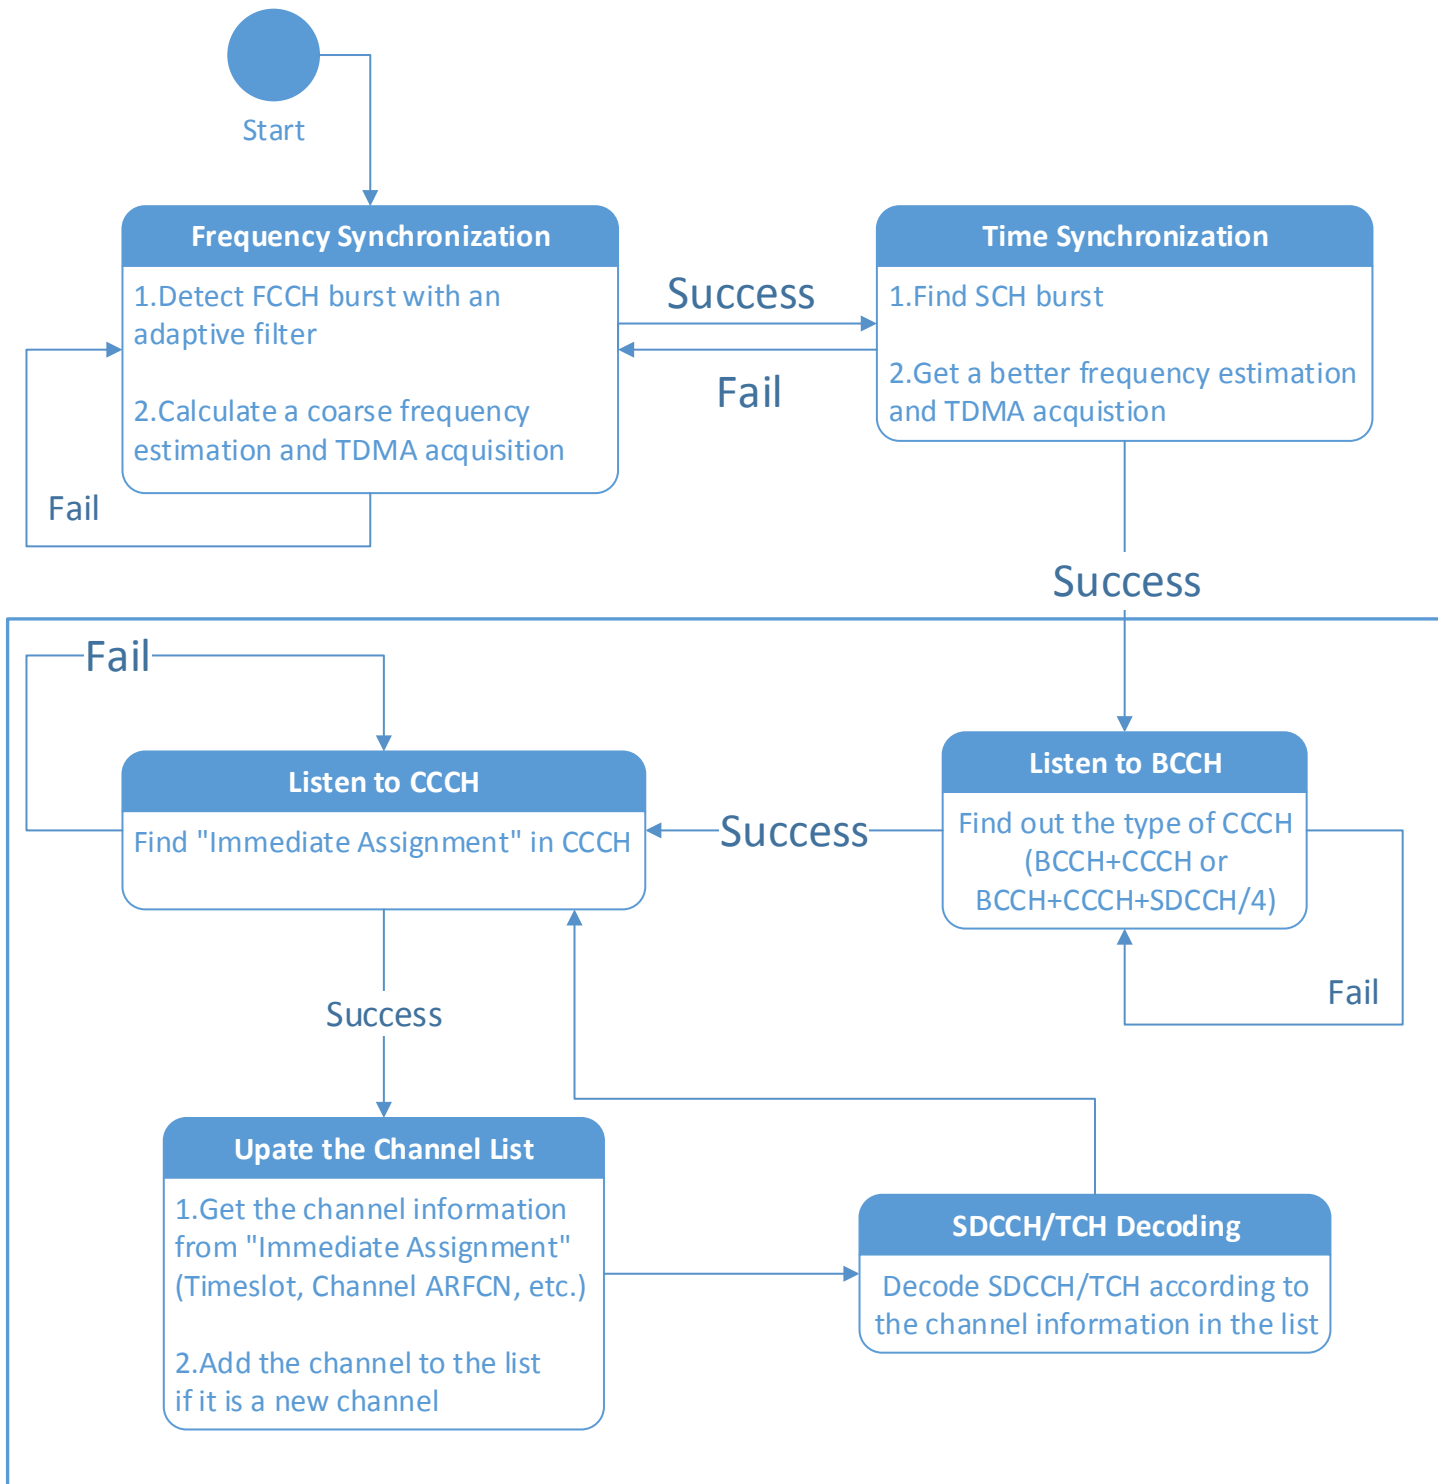 Start
Frequency Synchronization
1.Detect FCCH burst with an
adaptive filter
2.Calculate a coarse frequency
estimation and TDMA acquisition
Fail
Success
Fail
Time Synchronization
1.Find SCH burst
2.Get a better frequency estimation
and TDMA acquistion
Success
Fail
Listen to CCCH
Find "Immediate Assignment" in CCCH
Success
Listen to BCCH
Find out the type of CCCH
(BCCH+CCCH or
BCCH+CCCH+SDCCH/4)
Fail
Success
Upate the Channel List
1.Get the channel information
from "Immediate Assignment"
(Timeslot, Channel ARFCN, etc.)
2.Add the channel to the list
if it is a new channel
SDCCH/TCH Decoding
Decode SDCCH/TCH according to
the channel information in the list